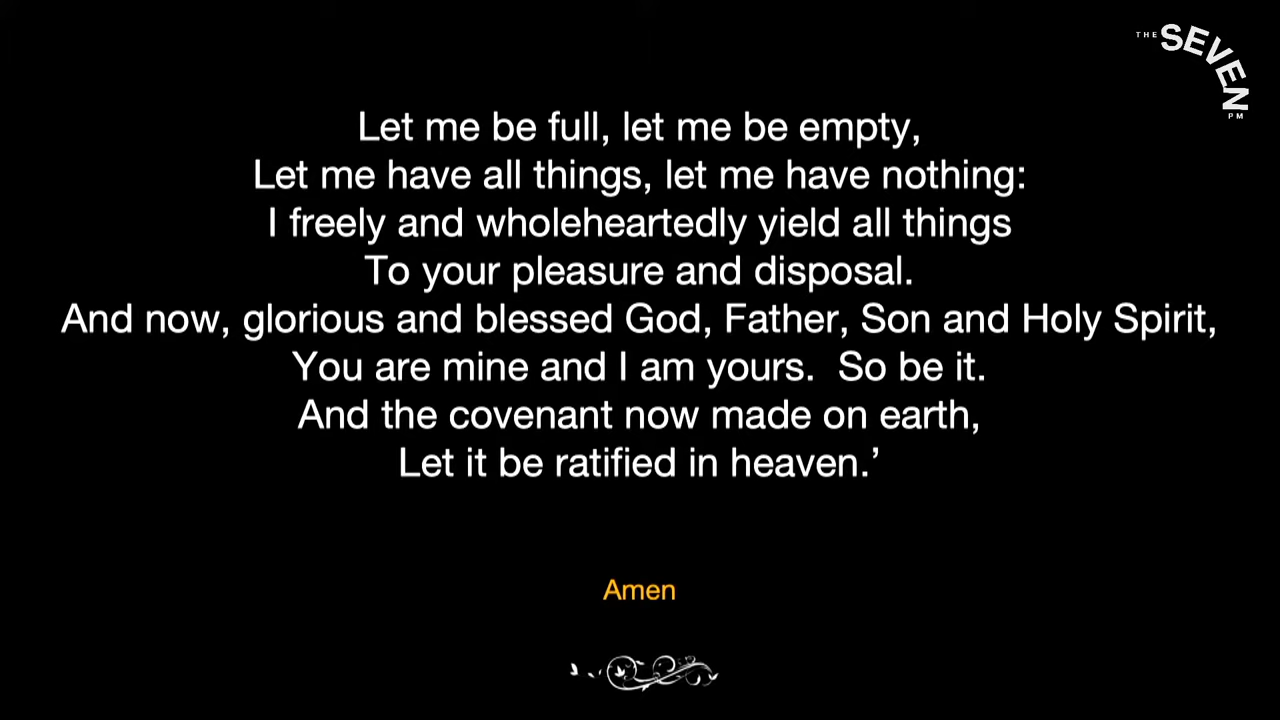 THE SEVEN PM
Let me be full, let me be empty,
Let me have all things, let me have nothing:
I freely and wholeheartedly yield all things
To your pleasure and disposal.
And now, glorious and blessed God, Father, Son and Holy Spirit,
You are mine and I am yours.  So be it.
And the covenant now made on earth,
Let it be ratified in heaven.’
Amen